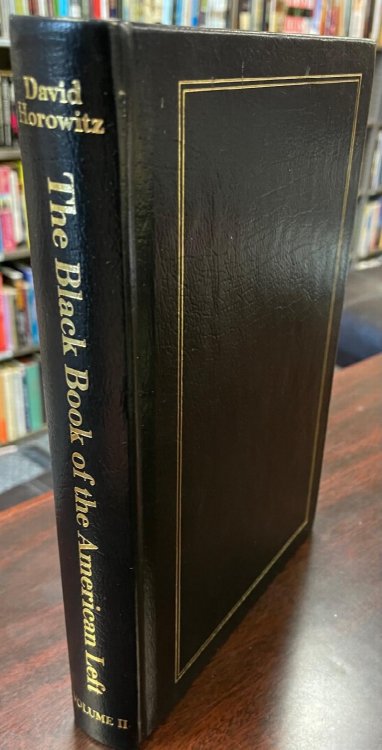 David
Horowitz
The Black Book of the American Left
VOLUME II